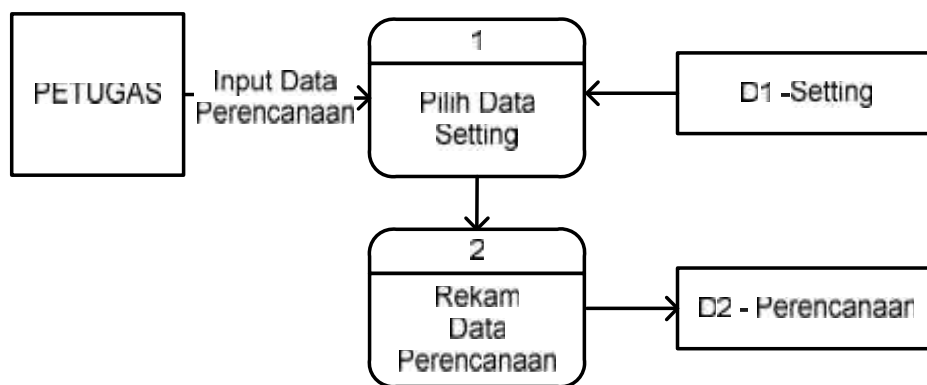 PETUGAS
Input Data
Perencanaan
1
Pilih Data
Setting
D1 -Setting
2
Rekam
Data
Perencanaan
D2 - Perencanaan